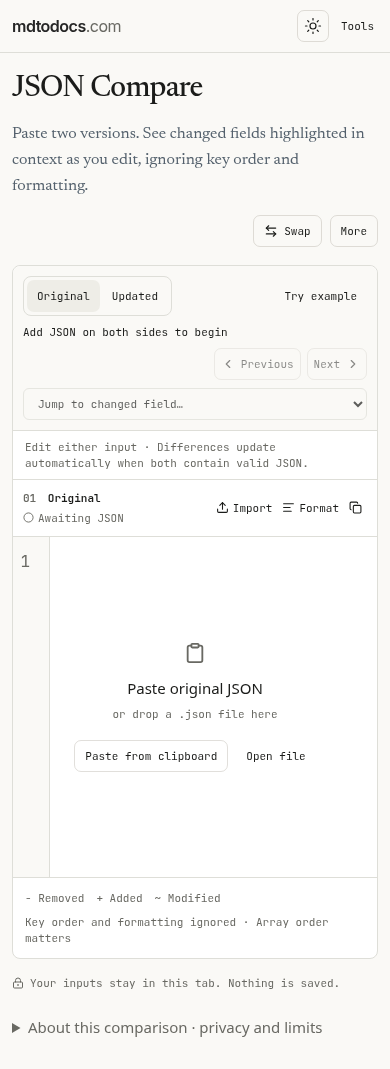 mdtodocs.com
Tools
JSON Compare
Paste two versions. See changed fields highlighted in
context as you edit, ignoring key order and
formatting.
Swap
More
Original
Updated
Try example
Add JSON on both sides to begin
Previous
Next
Jump to changed field…
Edit either input · Differences update
automatically when both contain valid JSON.
01 Original
Awaiting JSON
Import
Format
1
Paste original JSON
or drop a .json file here
Paste from clipboard
Open file
- Removed + Added ~ Modified
Key order and formatting ignored · Array order
matters
Your inputs stay in this tab. Nothing is saved.
About this comparison · privacy and limits